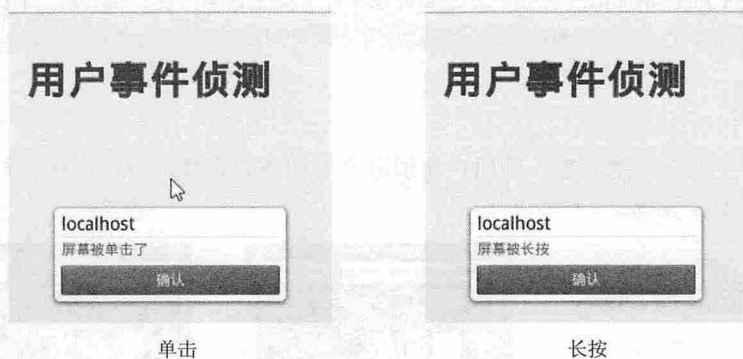 用户事件侦测
localhost
屏幕被单击了
确认
单击
用户事件侦测
localhost
屏幕被长按
确认
长按